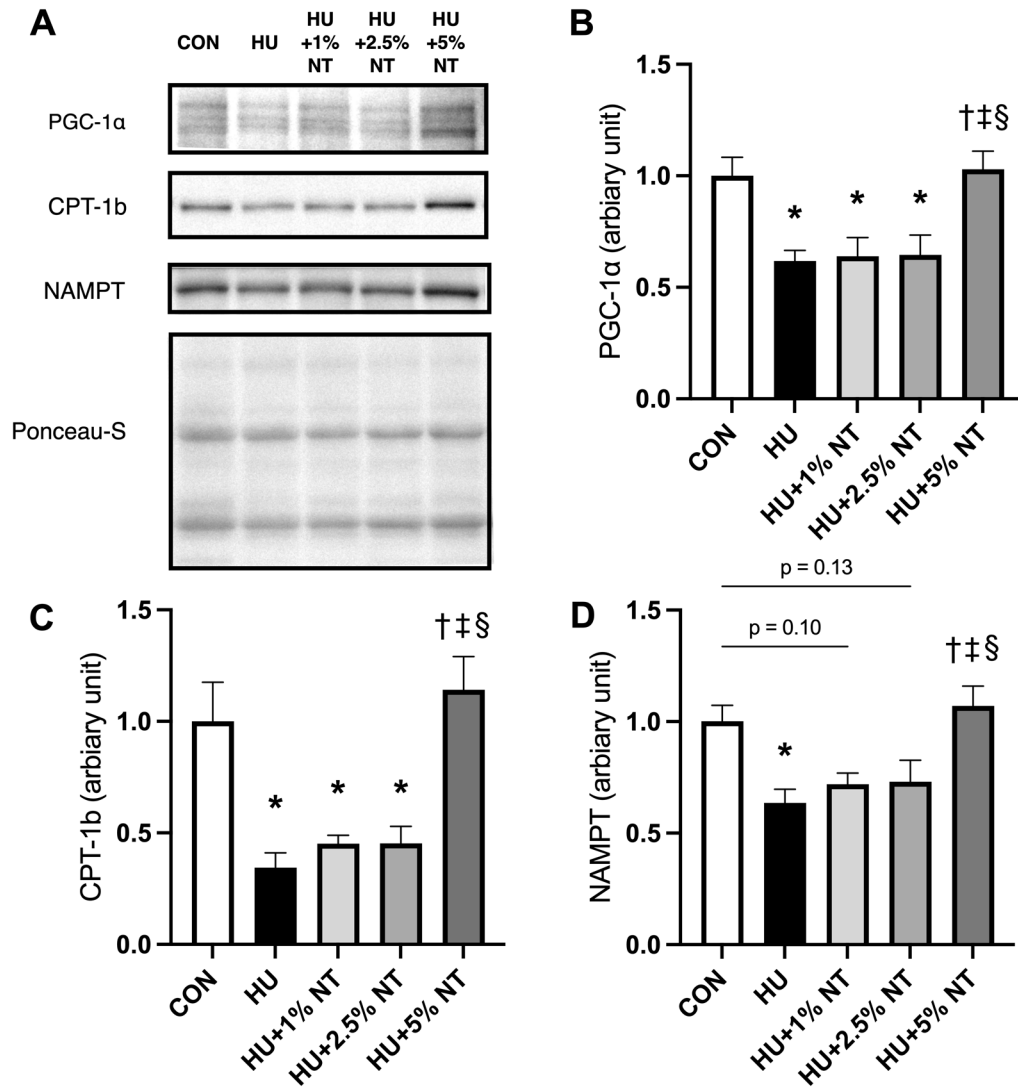 A
CON
HU
HU
+1%
NT
HU
+2.5%
NT
HU
+5%
NT
PGC-1α
CPT-1b
NAMPT
Ponceau-S
B
PGC-1α (arbiary unit)
1.5
1.0
0.5
0.0
*
*
*
†‡§
CON
HU
HU+1% NT
HU+2.5% NT
HU+5% NT
C
CPT-1b (arbiary unit)
1.5
1.0
0.5
0.0
*
*
*
†‡§
CON
HU
HU+1% NT
HU+2.5% NT
HU+5% NT
D
p = 0.13
p = 0.10
NAMPT (arbiary unit)
1.5
1.0
0.5
0.0
*
†‡§
CON
HU
HU+1% NT
HU+2.5% NT
HU+5% NT